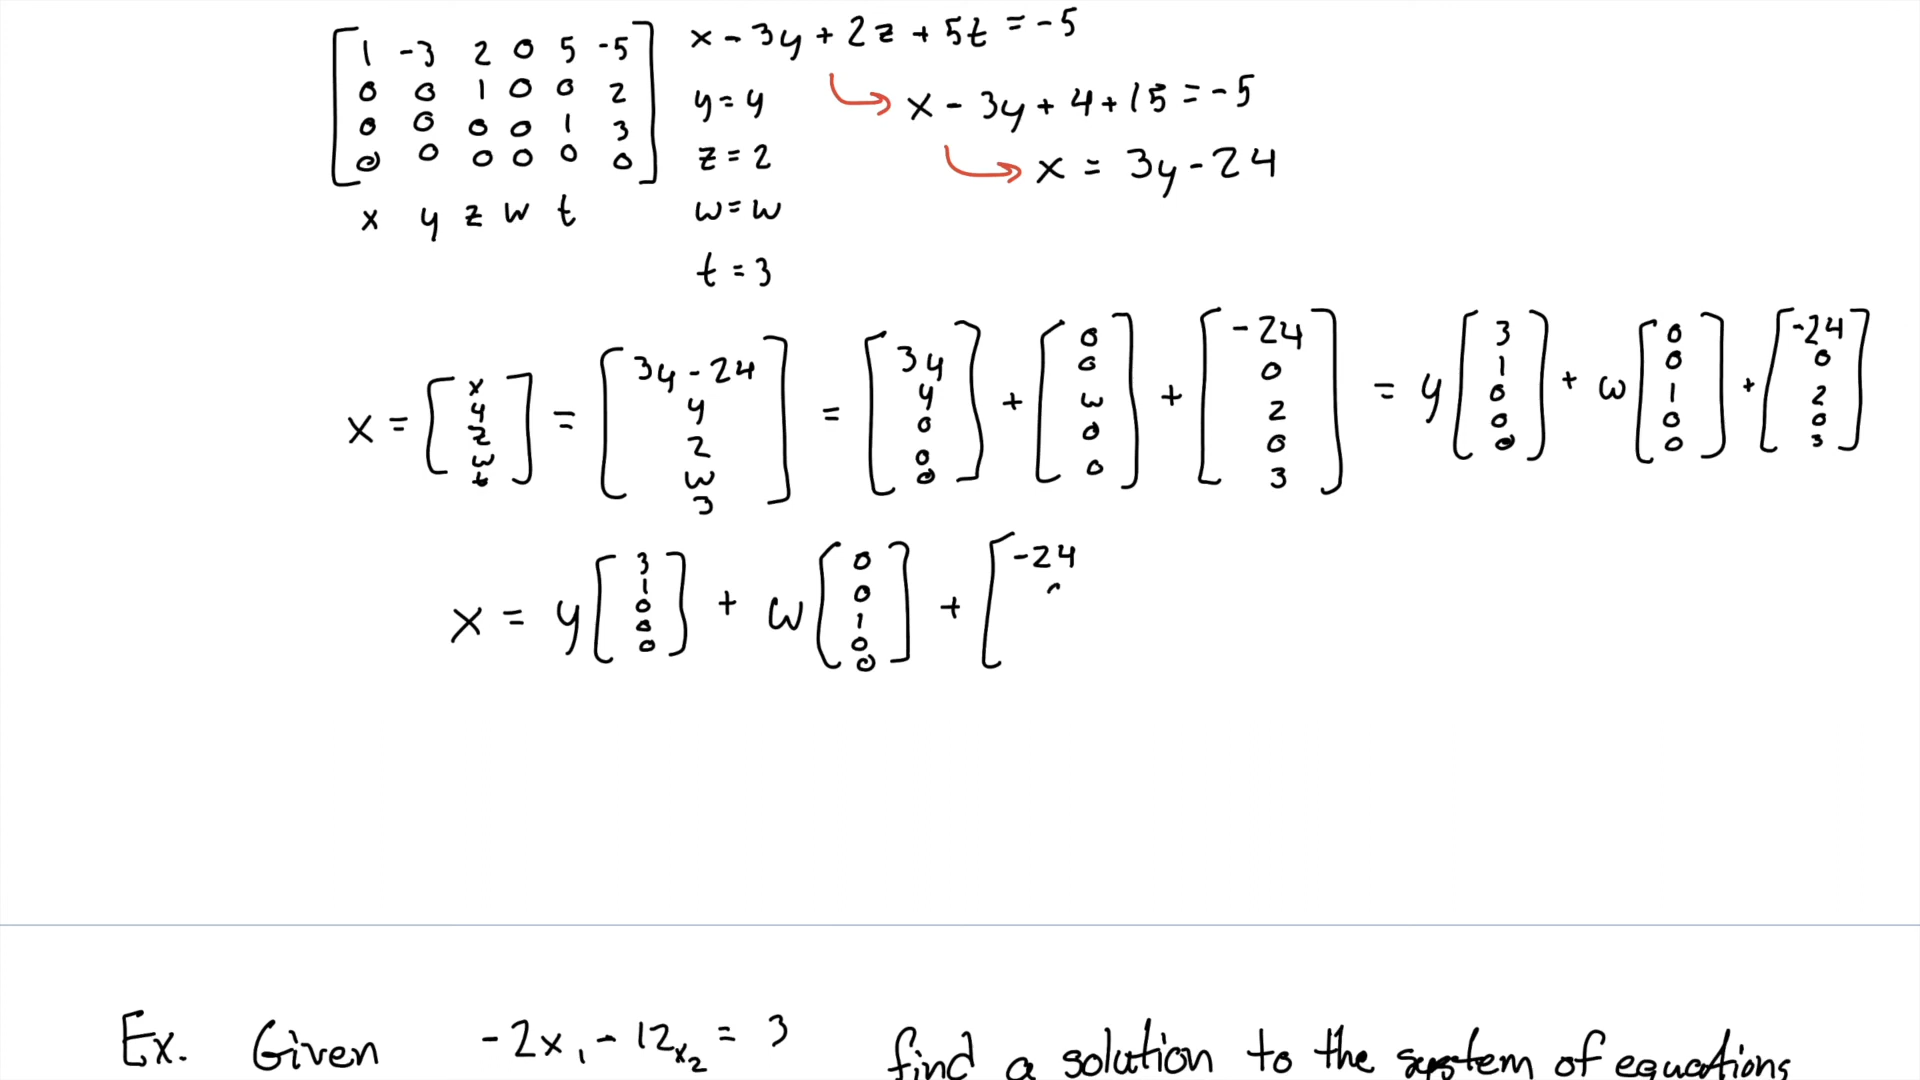 1 -3 2 0 5 -5
0 0 1 0 0 2
0 0 0 0 1 3
0 0 0 0 0 0
x y z w t
x - 3y + 2z + 5t = -5
y = y
z = 2
w = w
t = 3
x - 3y + 4 + 15 = -5
x = 3y - 24
x = [x y z w t] = [3y-24 y 2 w 3] = [3y y 0 0 0] + [0 0 w 0 0] + [-24 0 2 0 3] = y[3 1 0 0 0] + w[0 0 1 0 0] + [-24 0 2 0 3]
x = y[3 1 0 0 0] + w[0 0 1 0 0] + [-24
Ex. Given -2x₁ - 12x₂ = 3 find a solution to the system of equations